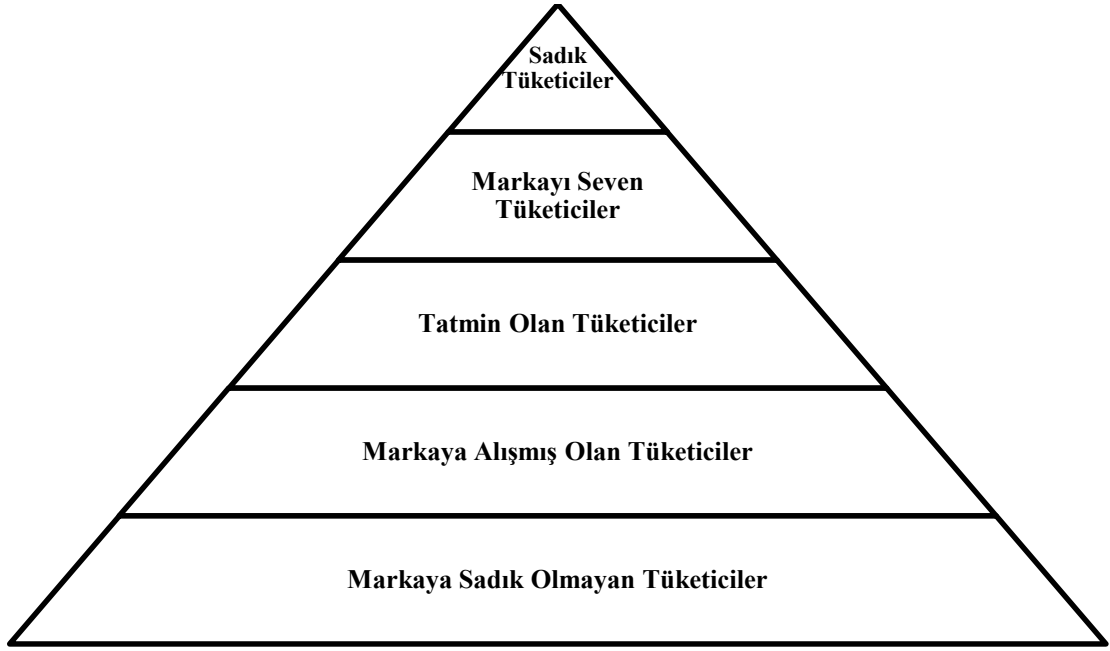 Sadık
Tüketiciler
Markayı Seven
Tüketiciler
Tatmin Olan Tüketiciler
Markaya Alışmış Olan Tüketiciler
Markaya Sadık Olmayan Tüketiciler